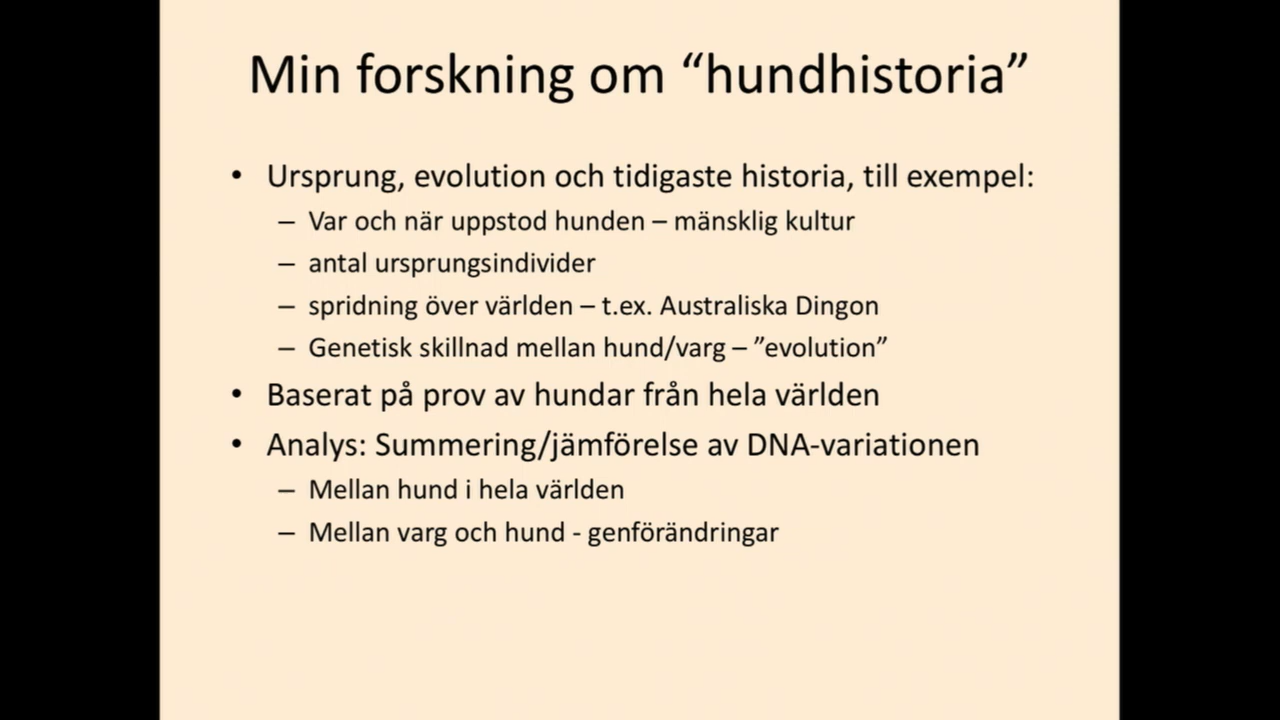 Min forskning om “hundhistoria”
• Ursprung, evolution och tidigaste historia, till exempel:
– Var och när uppstod hunden – mänsklig kultur
– antal ursprungsindivider
– spridning över världen – t.ex. Australiska Dingon
– Genetisk skillnad mellan hund/varg – ”evolution”
• Baserat på prov av hundar från hela världen
• Analys: Summering/jämförelse av DNA-variationen
– Mellan hund i hela världen
– Mellan varg och hund - genförändringar